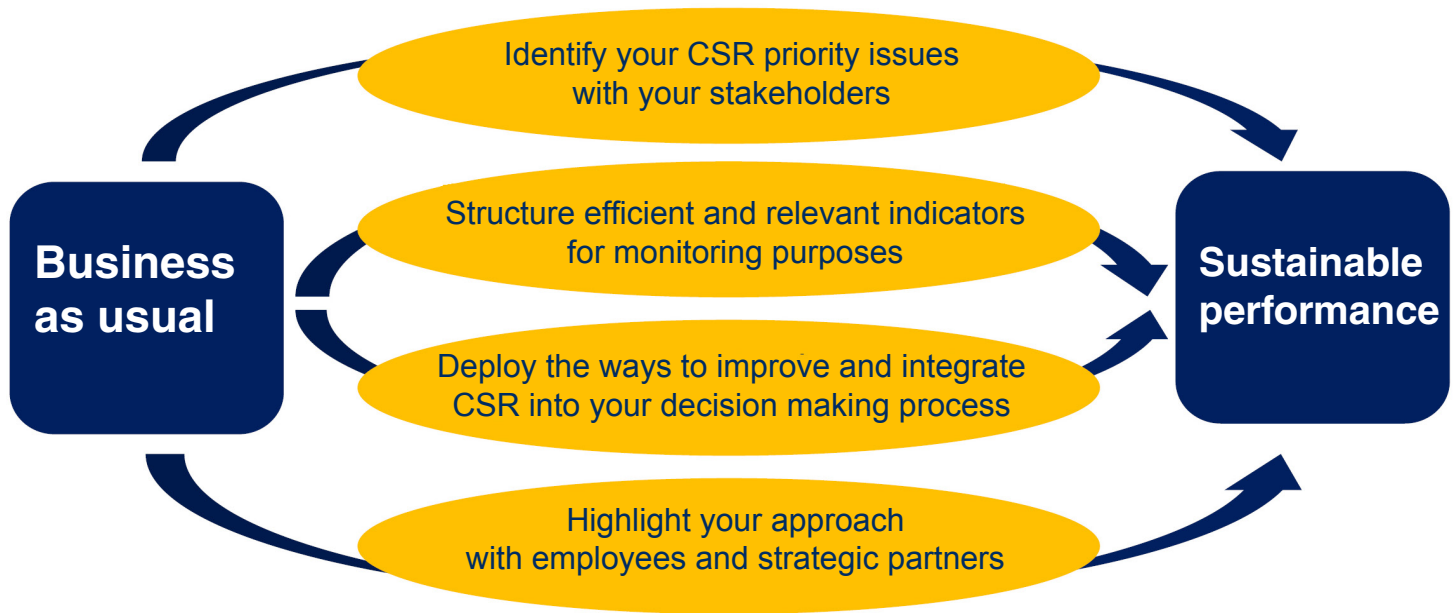 Identify your CSR priority issues
with your stakeholders
Structure efficient and relevant indicators
for monitoring purposes
Business
as usual
Sustainable
performance
Deploy the ways to improve and integrate
CSR into your decision making process
Highlight your approach
with employees and strategic partners